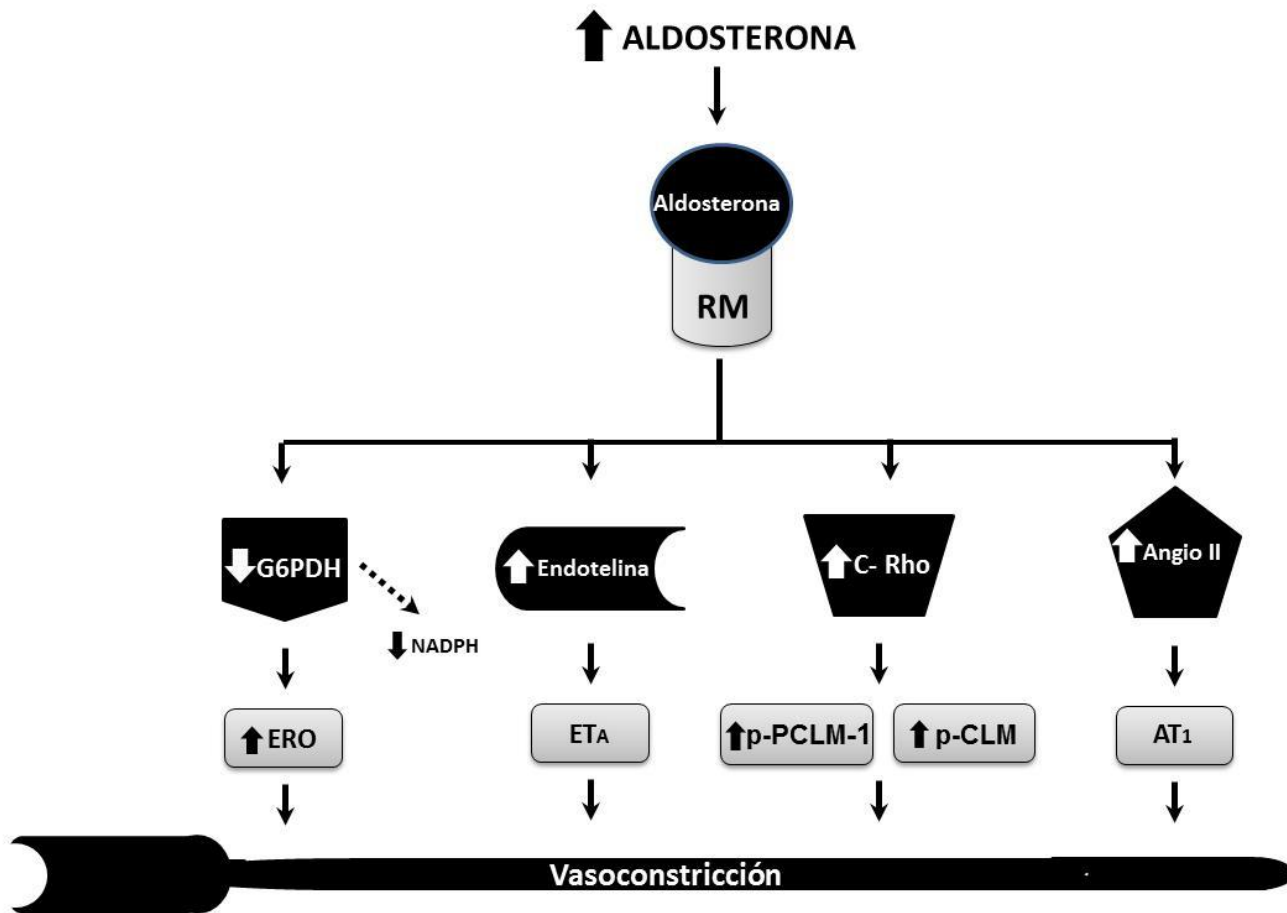 ALDOSTERONA
Aldosterona
RM
G6PDH
Endotelina
C- Rho
Angio II
NADPH
ERO
ETA
p-PCLM-1
p-CLM
AT1
Vasoconstricción